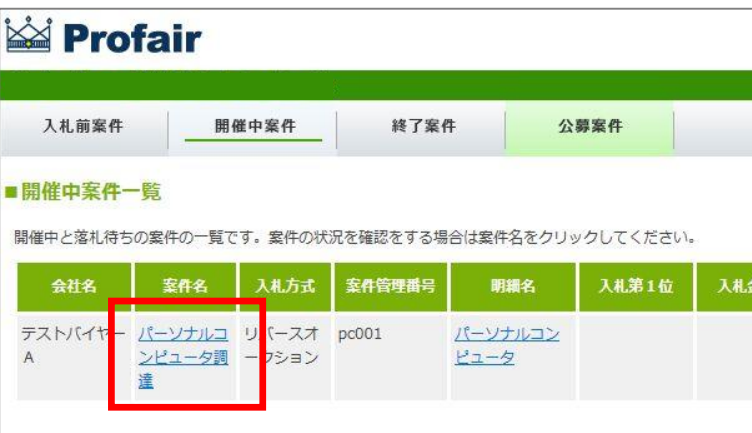 Profair
入札前案件 開催中案件 終了案件 公募案件
■開催中案件一覧
開催中と落札待ちの案件の一覧です。案件の状況を確認をする場合は案件名をクリックしてください。
会社名 案件名 入札方式 案件管理番号 明細名 入札第1位
テストバイヤー パーソナルコ リバースオ pc001 パーソナルコン
A ンピュータ調 ークション ピュータ
達